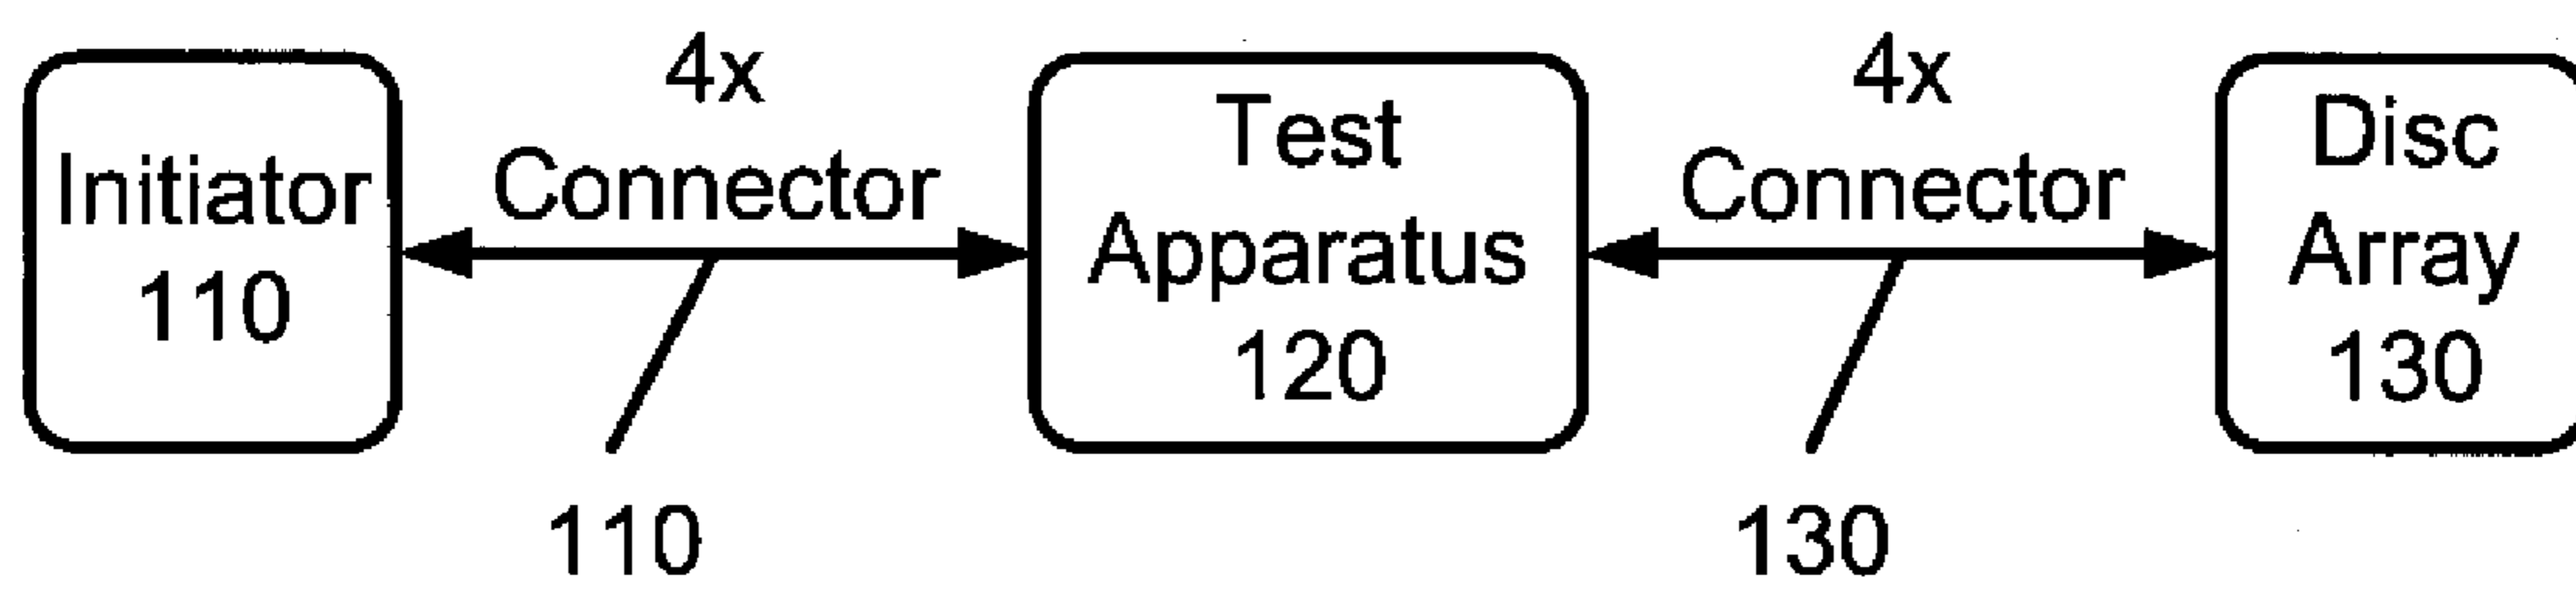 Initiator
110
4x
Connector
110
Test
Apparatus
120
4x
Connector
130
Disc
Array
130